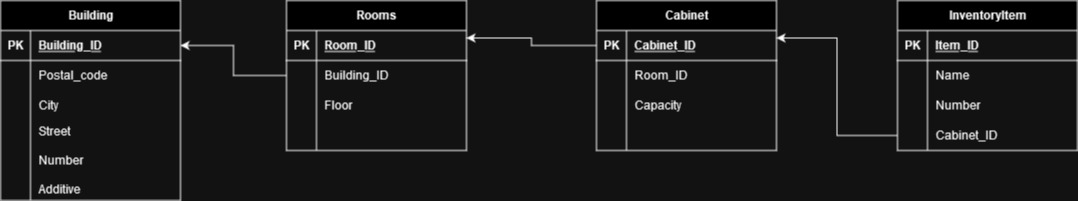 Building
PK Building_ID
Postal_code
City
Street
Number
Additive
Rooms
PK Room_ID
Building_ID
Floor
Cabinet
PK Cabinet_ID
Room_ID
Capacity
InventoryItem
PK Item_ID
Name
Number
Cabinet_ID